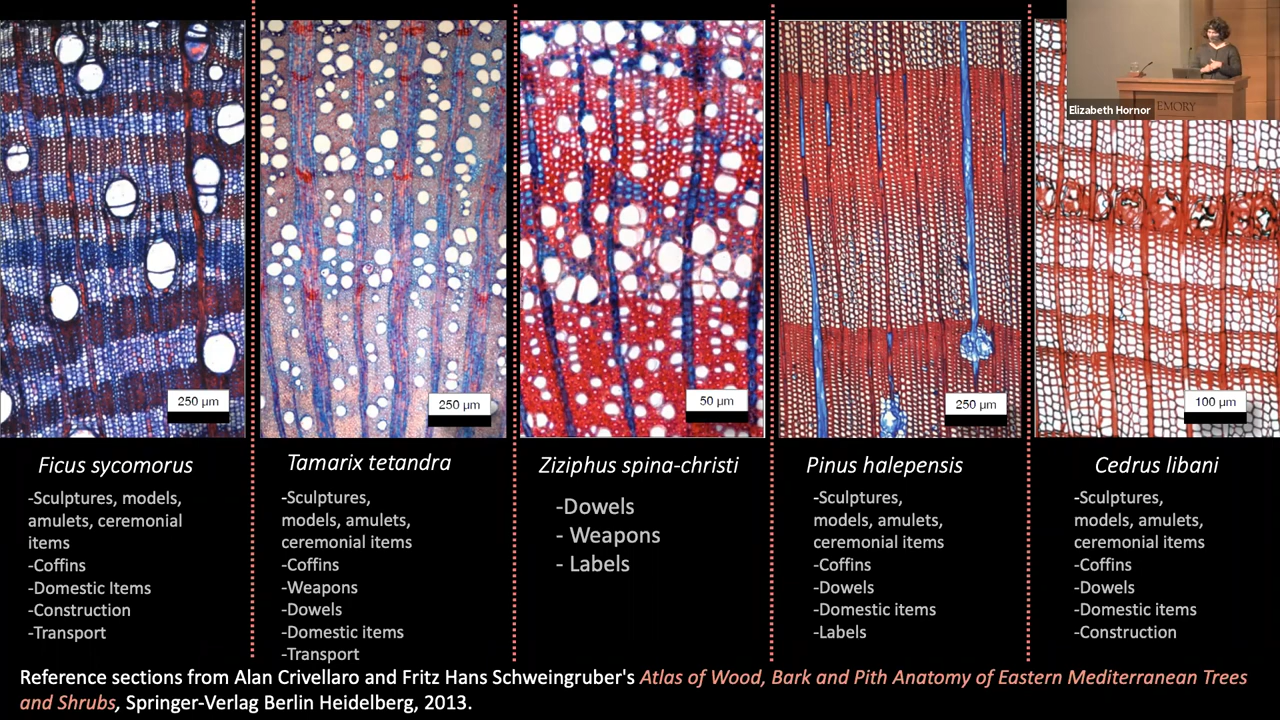 Elizabeth Hornor
EMORY
250 µm
250 µm
50 µm
250 µm
100 µm
Ficus sycomorus
-Sculptures, models,
amulets, ceremonial
items
-Coffins
-Domestic Items
-Construction
-Transport
Tamarix tetandra
-Sculptures,
models, amulets,
ceremonial items
-Coffins
-Weapons
-Dowels
-Domestic items
-Transport
Ziziphus spina-christi
-Dowels
- Weapons
- Labels
Pinus halepensis
-Sculptures,
models, amulets,
ceremonial items
-Coffins
-Dowels
-Domestic items
-Labels
Cedrus libani
-Sculptures,
models, amulets,
ceremonial items
-Coffins
-Dowels
-Domestic items
-Construction
Reference sections from Alan Crivellaro and Fritz Hans Schweingruber's Atlas of Wood, Bark and Pith Anatomy of Eastern Mediterranean Trees
and Shrubs, Springer-Verlag Berlin Heidelberg, 2013.